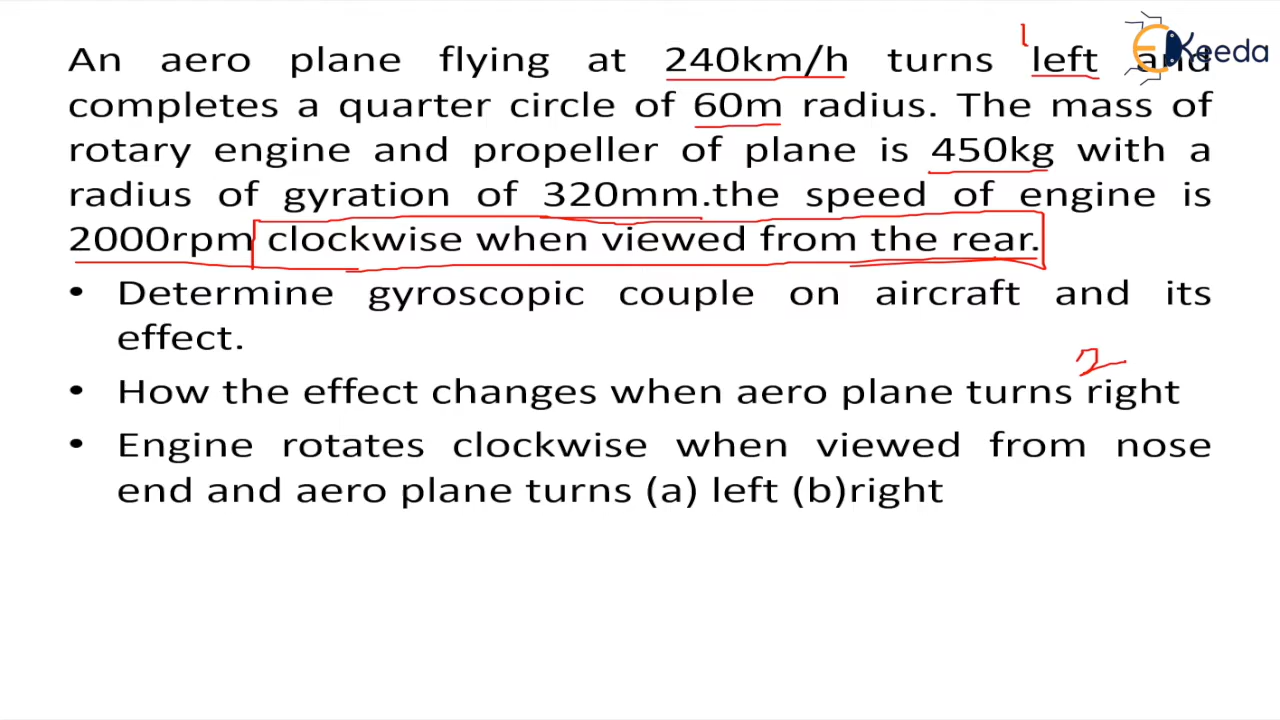 An aero plane flying at 240km/h turns left and
completes a quarter circle of 60m radius. The mass of
rotary engine and propeller of plane is 450kg with a
radius of gyration of 320mm.the speed of engine is
2000rpm clockwise when viewed from the rear.
• Determine gyroscopic couple on aircraft and its
effect.
• How the effect changes when aero plane turns right
• Engine rotates clockwise when viewed from nose
end and aero plane turns (a) left (b)right
1
2
Ekeeda